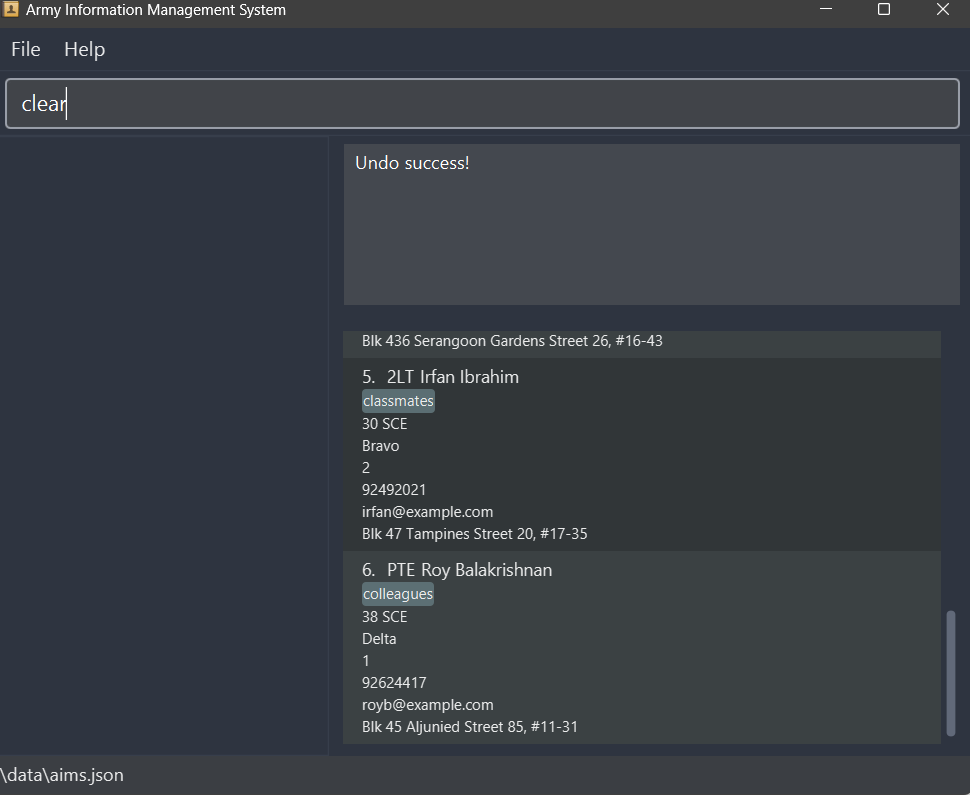 Army Information Management System
File Help
clear
Undo success!
Blk 436 Serangoon Gardens Street 26, #16-43
5. 2LT Irfan Ibrahim
classmates
30 SCE
Bravo
2
92492021
irfan@example.com
Blk 47 Tampines Street 20, #17-35
6. PTE Roy Balakrishnan
colleagues
38 SCE
Delta
1
92624417
royb@example.com
Blk 45 Aljunied Street 85, #11-31
\data\aims.json